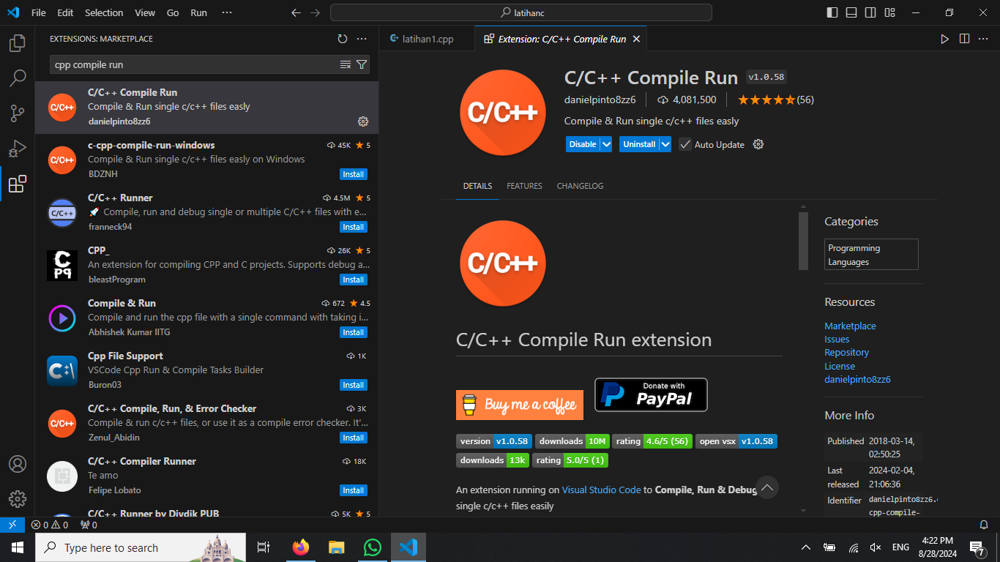 File Edit Selection View Go Run ···
latihanc
EXTENSIONS: MARKETPLACE
cpp compile run
C/C++ Compile Run
Compile & Run single c/c++ files easly
danielpinto8zz6
c-cpp-compile-run-windows 45K 5
Compile & Run single c/c++ files easly on Windows
BDZNH Install
C/C++ Runner 4.5M 5
🚀 Compile, run and debug single or multiple C/C++ files with e...
franneck94 Install
CPP_ 26K 5
An extension for compiling CPP and C projects. Supports debug a...
bleastProgram Install
Compile & Run 672 4.5
Compile and run the cpp file with a single command with taking i...
Abhishek Kumar IITG Install
Cpp File Support 1K
VSCode Cpp Run & Compile Tasks Builder
Buron03 Install
C/C++ Compile, Run, & Error Checker 3K
Compile & run c/c++ files, or use it as a compile error checker. It'...
Zenul_Abidin Install
C/C++ Compiler Runner 18K
Te amo
Felipe Lobato Install
C/C++ Runner by Divdik PUB 5K 5
latihan1.cpp
Extension: C/C++ Compile Run
C/C++
C/C++ Compile Run v1.0.58
danielpinto8zz6 4,081,500 (56)
Compile & Run single c/c++ files easly
Disable Uninstall Auto Update
DETAILS FEATURES CHANGELOG
C/C++
C/C++ Compile Run extension
Buy me a coffee
Donate with
PayPal
version v1.0.58 downloads 10M rating 4.6/5 (56) open vsx v1.0.58
downloads 13k rating 5.0/5 (1)
An extension running on Visual Studio Code to Compile, Run & Debug
single c/c++ files easily
Categories
Programming
Languages
Resources
Marketplace
Issues
Repository
License
danielpinto8zz6
More Info
Published 2018-03-14,
02:50:25
Last 2024-02-04,
released 21:06:36
Identifier danielpinto8zz6.
cpp-compile-
0 0 0
Type here to search
ENG
4:22 PM
8/28/2024
7